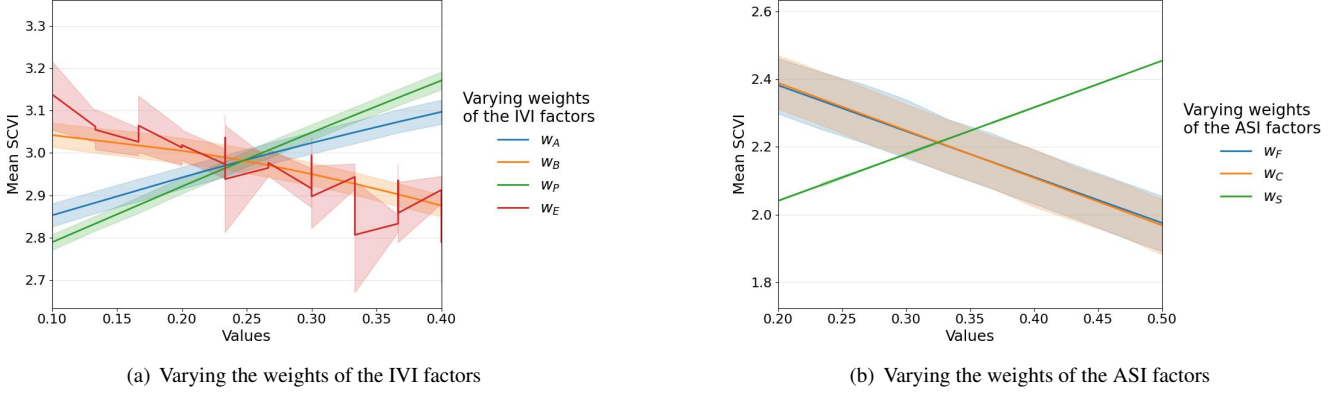 3.3
3.2
3.1
3.0
2.9
2.8
2.7
Mean SCVI
0.10
0.15
0.20
0.25
0.30
0.35
0.40
Values
Varying weights
of the IVI factors
w_A
w_B
w_P
w_E
(a) Varying the weights of the IVI factors
2.6
2.4
2.2
2.0
1.8
Mean SCVI
0.20
0.25
0.30
0.35
0.40
0.45
0.50
Values
Varying weights
of the ASI factors
w_F
w_C
w_S
(b) Varying the weights of the ASI factors